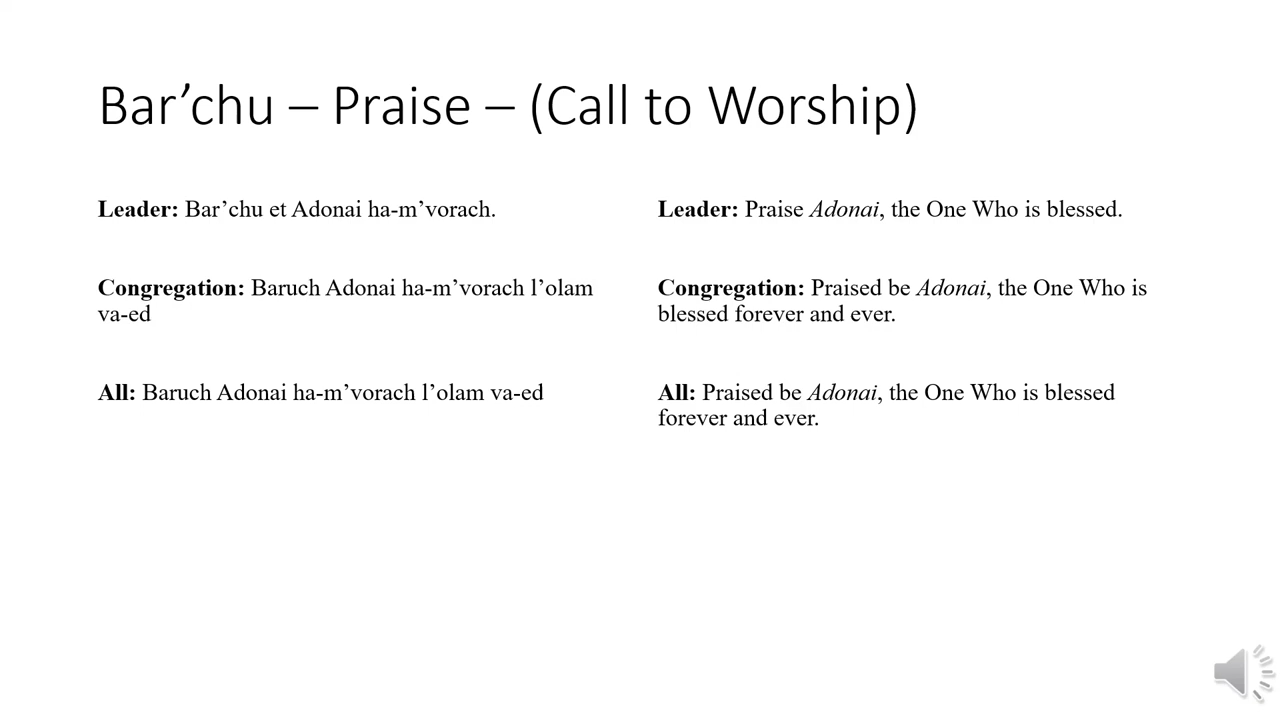 Bar’chu – Praise – (Call to Worship)
Leader: Bar’chu et Adonai ha-m’vorach.
Congregation: Baruch Adonai ha-m’vorach l’olam
va-ed
All: Baruch Adonai ha-m’vorach l’olam va-ed
Leader: Praise Adonai, the One Who is blessed.
Congregation: Praised be Adonai, the One Who is
blessed forever and ever.
All: Praised be Adonai, the One Who is blessed
forever and ever.